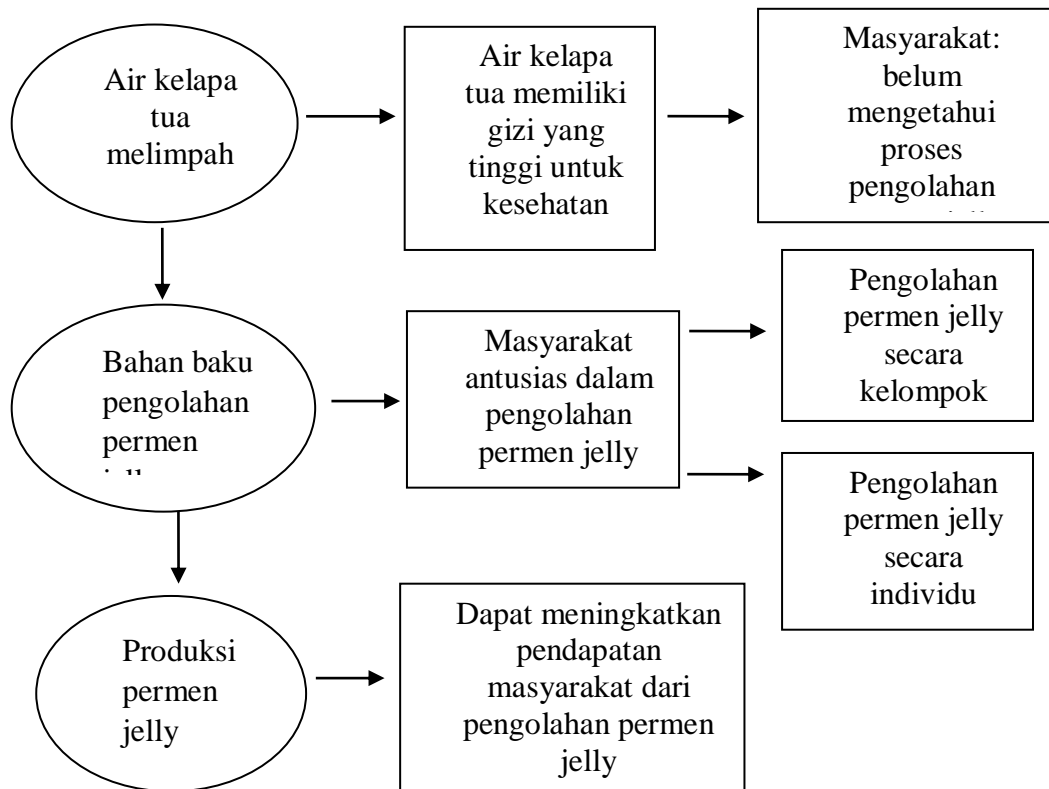 Air kelapa
tua
melimpah
Air kelapa
tua memiliki
gizi yang
tinggi untuk
kesehatan
Masyarakat:
belum
mengetahui
proses
pengolahan
Bahan baku
pengolahan
permen
Masyarakat
antusias dalam
pengolahan
permen jelly
Pengolahan
permen jelly
secara
kelompok
Pengolahan
permen jelly
secara
individu
Produksi
permen
jelly
Dapat meningkatkan
pendapatan
masyarakat dari
pengolahan permen
jelly